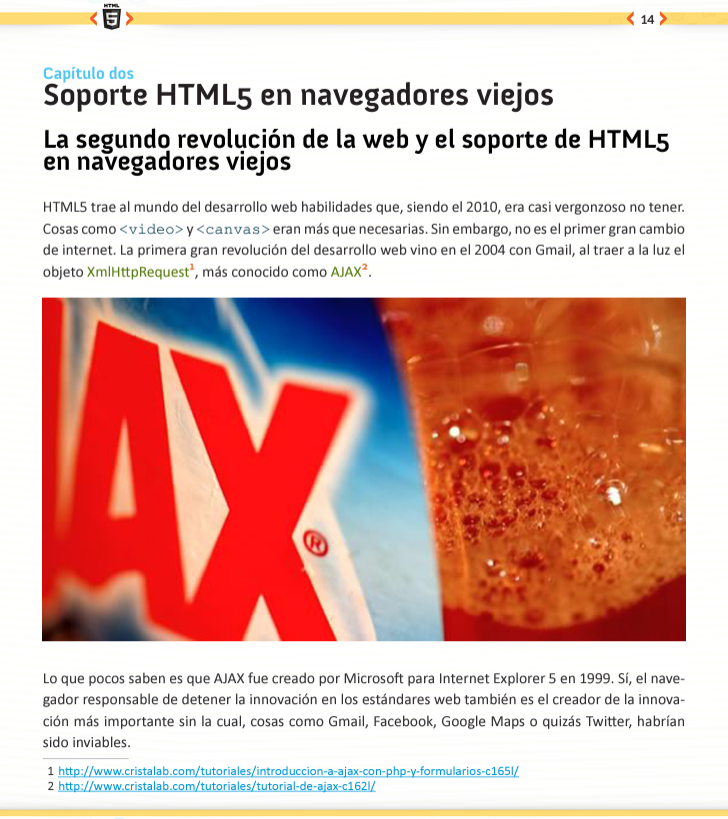 HTML
5
14
Capítulo dos
Soporte HTML5 en navegadores viejos
La segundo revolución de la web y el soporte de HTML5
en navegadores viejos
HTML5 trae al mundo del desarrollo web habilidades que, siendo el 2010, era casi vergonzoso no tener.
Cosas como <video> y <canvas> eran más que necesarias. Sin embargo, no es el primer gran cambio
de internet. La primera gran revolución del desarrollo web vino en el 2004 con Gmail, al traer a la luz el
objeto XmlHttpRequest1, más conocido como AJAX2.
AX®
Lo que pocos saben es que AJAX fue creado por Microsoft para Internet Explorer 5 en 1999. Sí, el nave-
gador responsable de detener la innovación en los estándares web también es el creador de la innova-
ción más importante sin la cual, cosas como Gmail, Facebook, Google Maps o quizás Twitter, habrían
sido inviables.
1 http://www.cristalab.com/tutoriales/introduccion-a-ajax-con-php-y-formularios-c165l/
2 http://www.cristalab.com/tutoriales/tutorial-de-ajax-c162l/